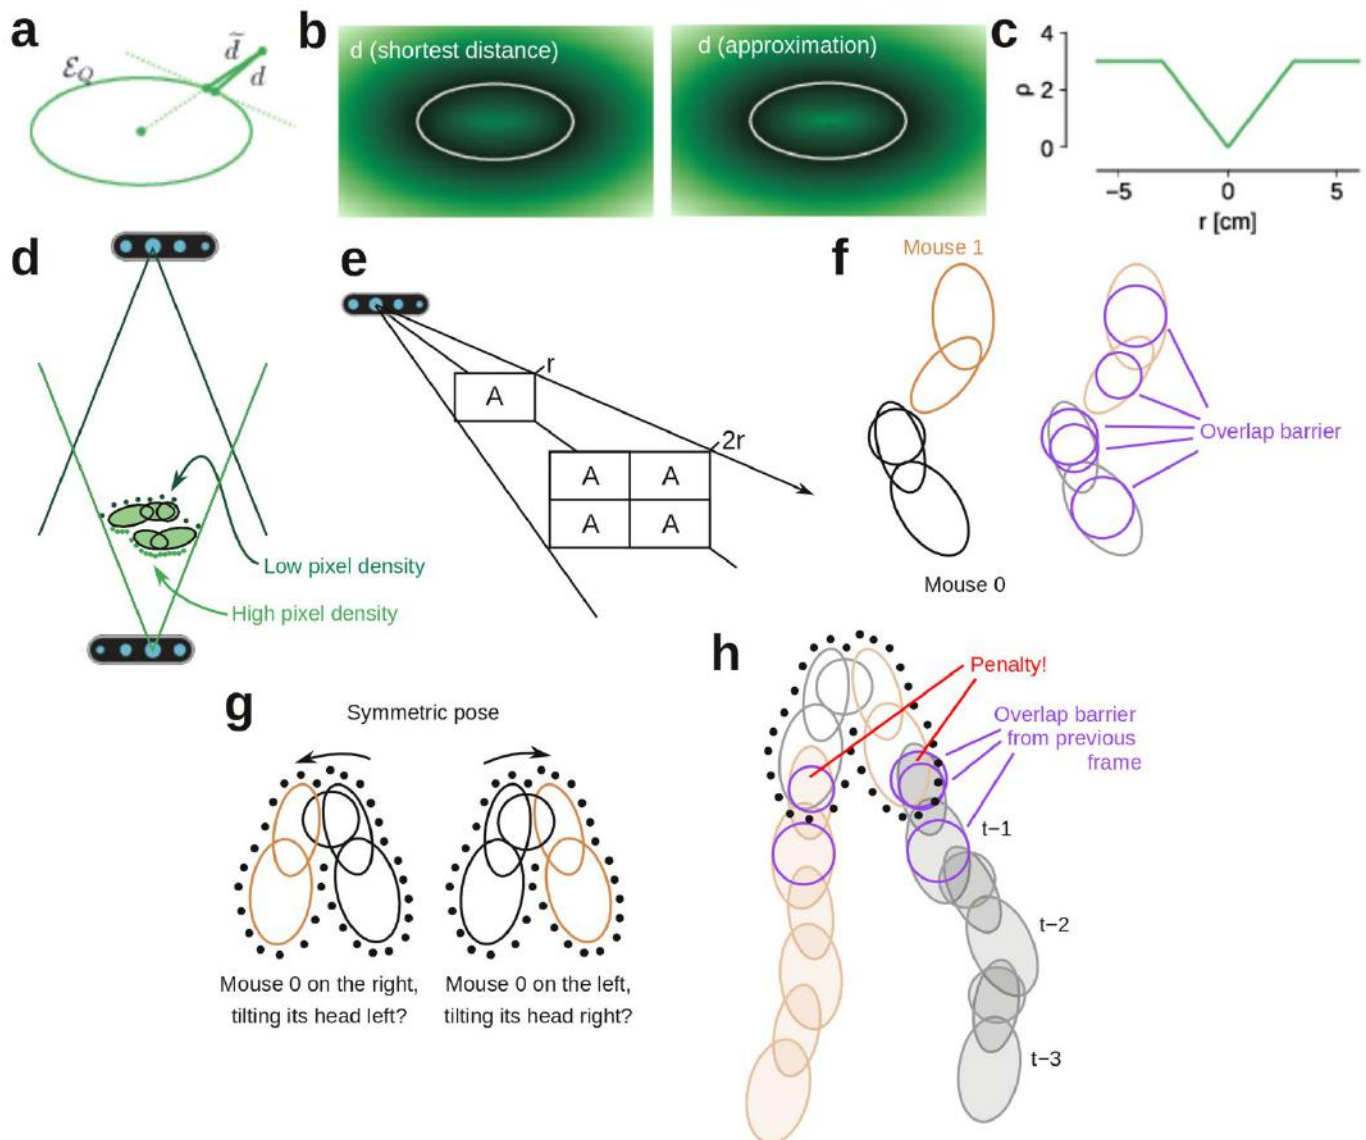 a
ℰQ
d̃
d
b
d (shortest distance)
d (approximation)
c
4
2
0
ρ
−5
0
5
r [cm]
d
Low pixel density
High pixel density
e
r
A
2r
A
A
A
A
f
Mouse 1
Mouse 0
Overlap barrier
g
Symmetric pose
Mouse 0 on the right,
tilting its head left?
Mouse 0 on the left,
tilting its head right?
h
Penalty!
Overlap barrier
from previous
frame
t−1
t−2
t−3